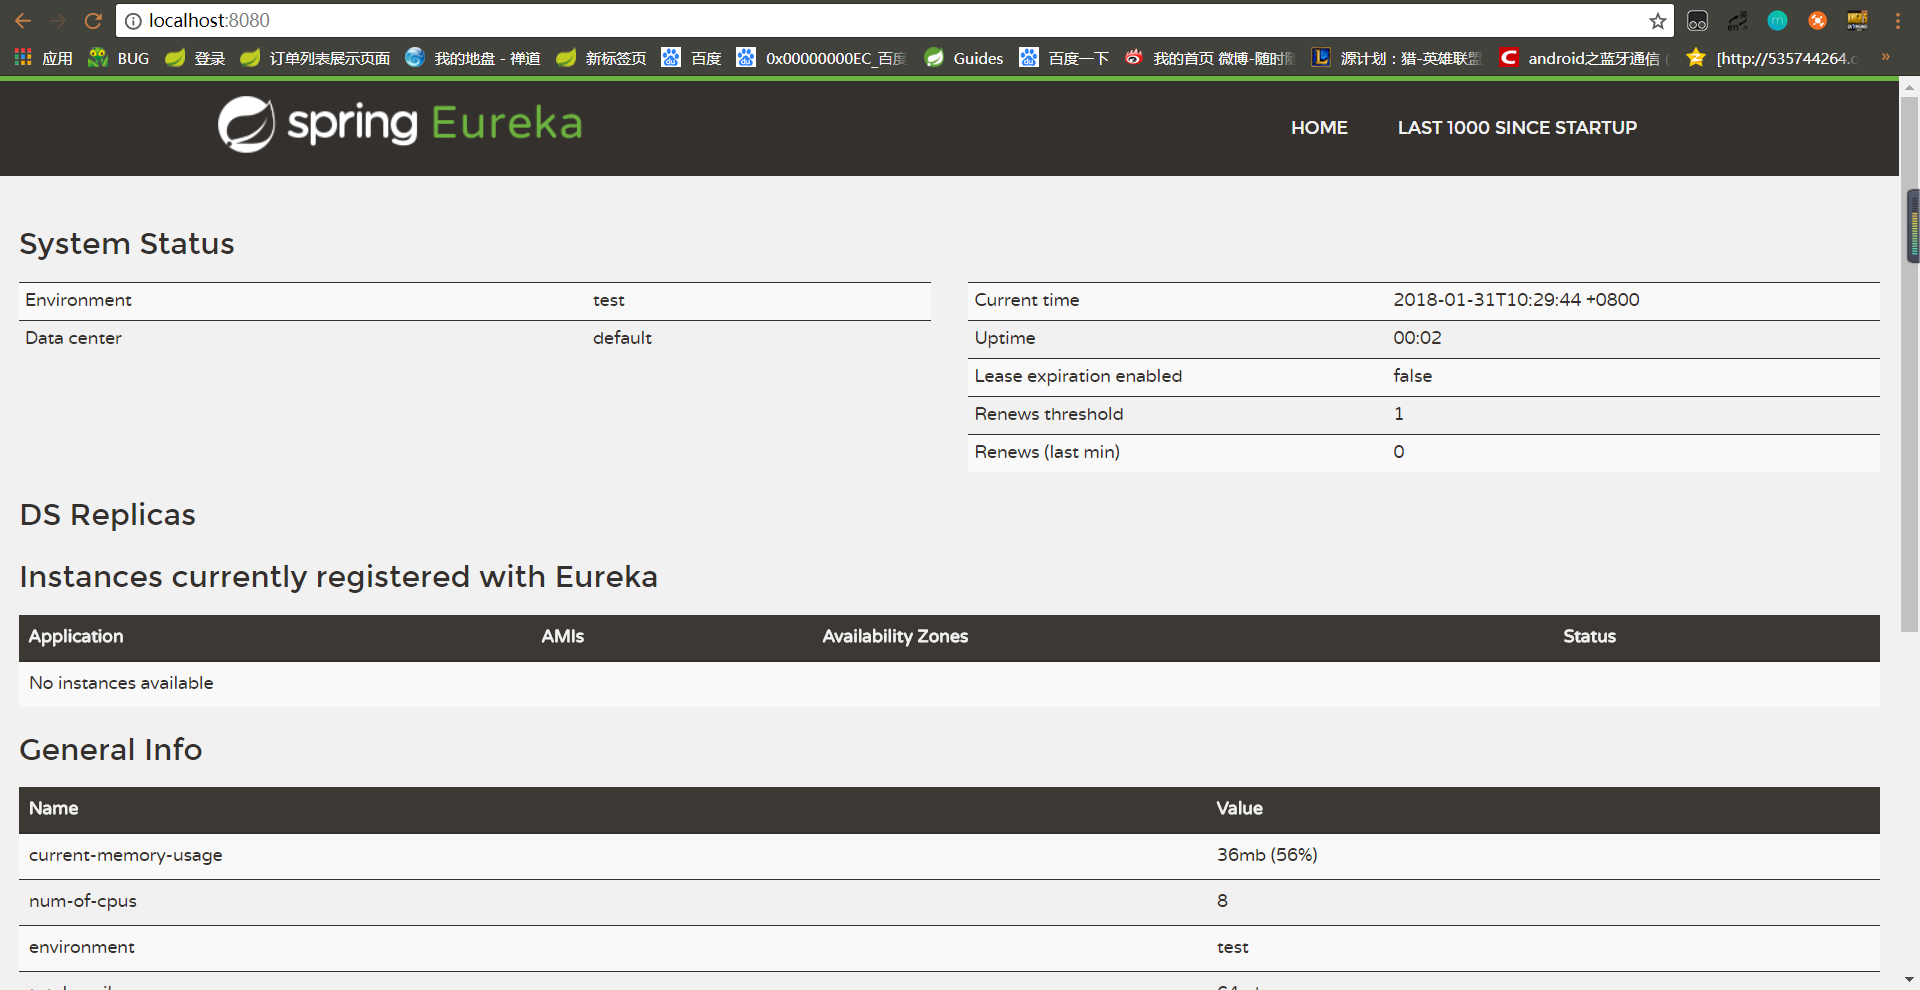 localhost:8080
应用 BUG 登录 订单列表展示页面 我的地盘 - 禅道 新标签页 百度 0x00000000EC_百度 Guides 百度一下 我的首页 微博-随时 源计划：猎-英雄联盟 android之蓝牙通信 ( [http://535744264.c »
spring Eureka
HOME LAST 1000 SINCE STARTUP
System Status
Environment test
Data center default
Current time 2018-01-31T10:29:44 +0800
Uptime 00:02
Lease expiration enabled false
Renews threshold 1
Renews (last min) 0
DS Replicas
Instances currently registered with Eureka
Application AMIs Availability Zones Status
No instances available
General Info
Name Value
current-memory-usage 36mb (56%)
num-of-cpus 8
environment test